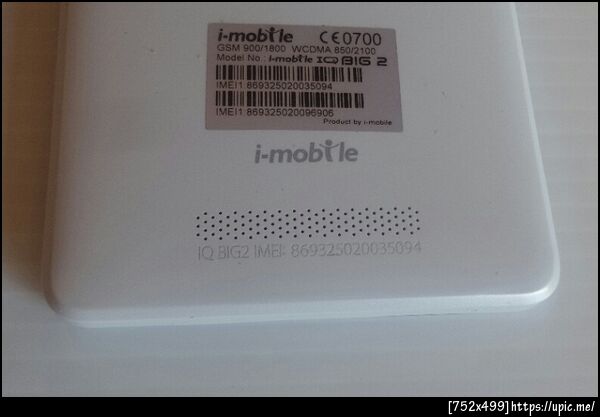 i-mobile CE0700
GSM 900/1800 WCDMA 850/2100
Model No.: i-mobile IQ BIG 2
IMEI1:869325020035094
IMEI1:869325020096906
Product by i-mobile
i-mobile
IQ BIG2 IMEI: 869325020035094
[752x499]https://upic.me/